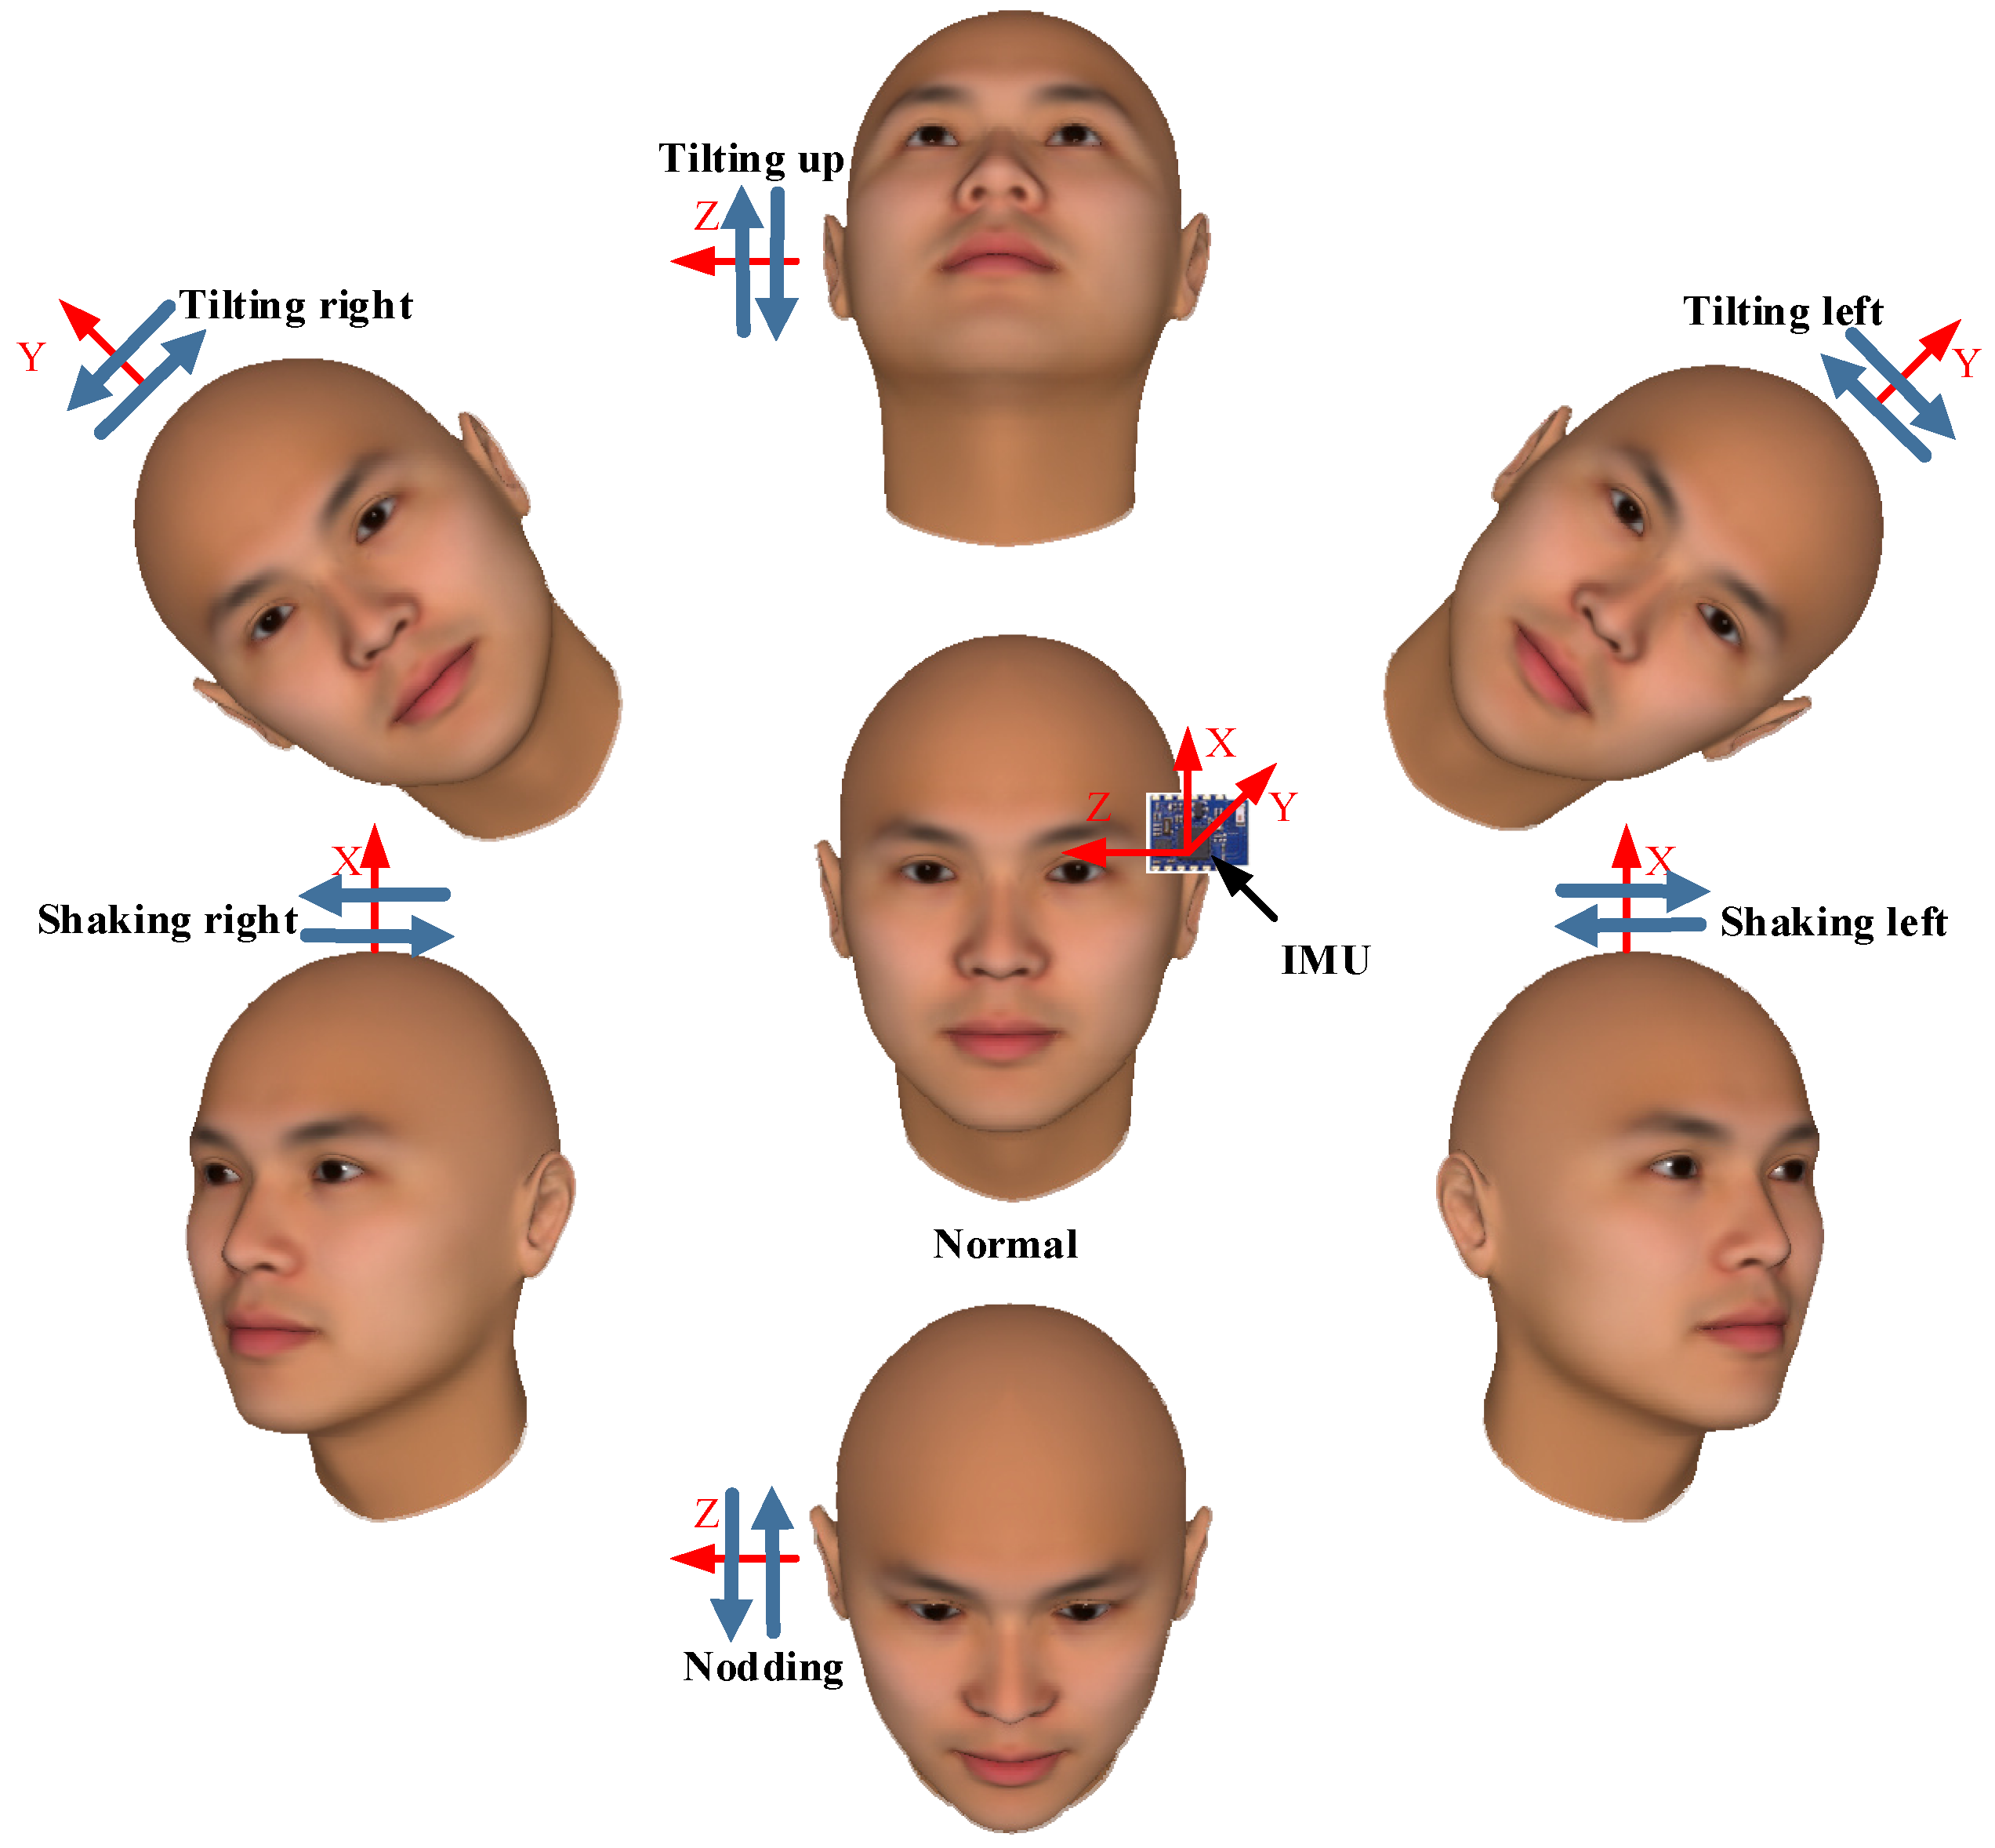 Tilting up
Z
Tilting right
Y
Tilting left
Y
X
Z
Y
IMU
X
Shaking right
X
Shaking left
Normal
Z
Nodding